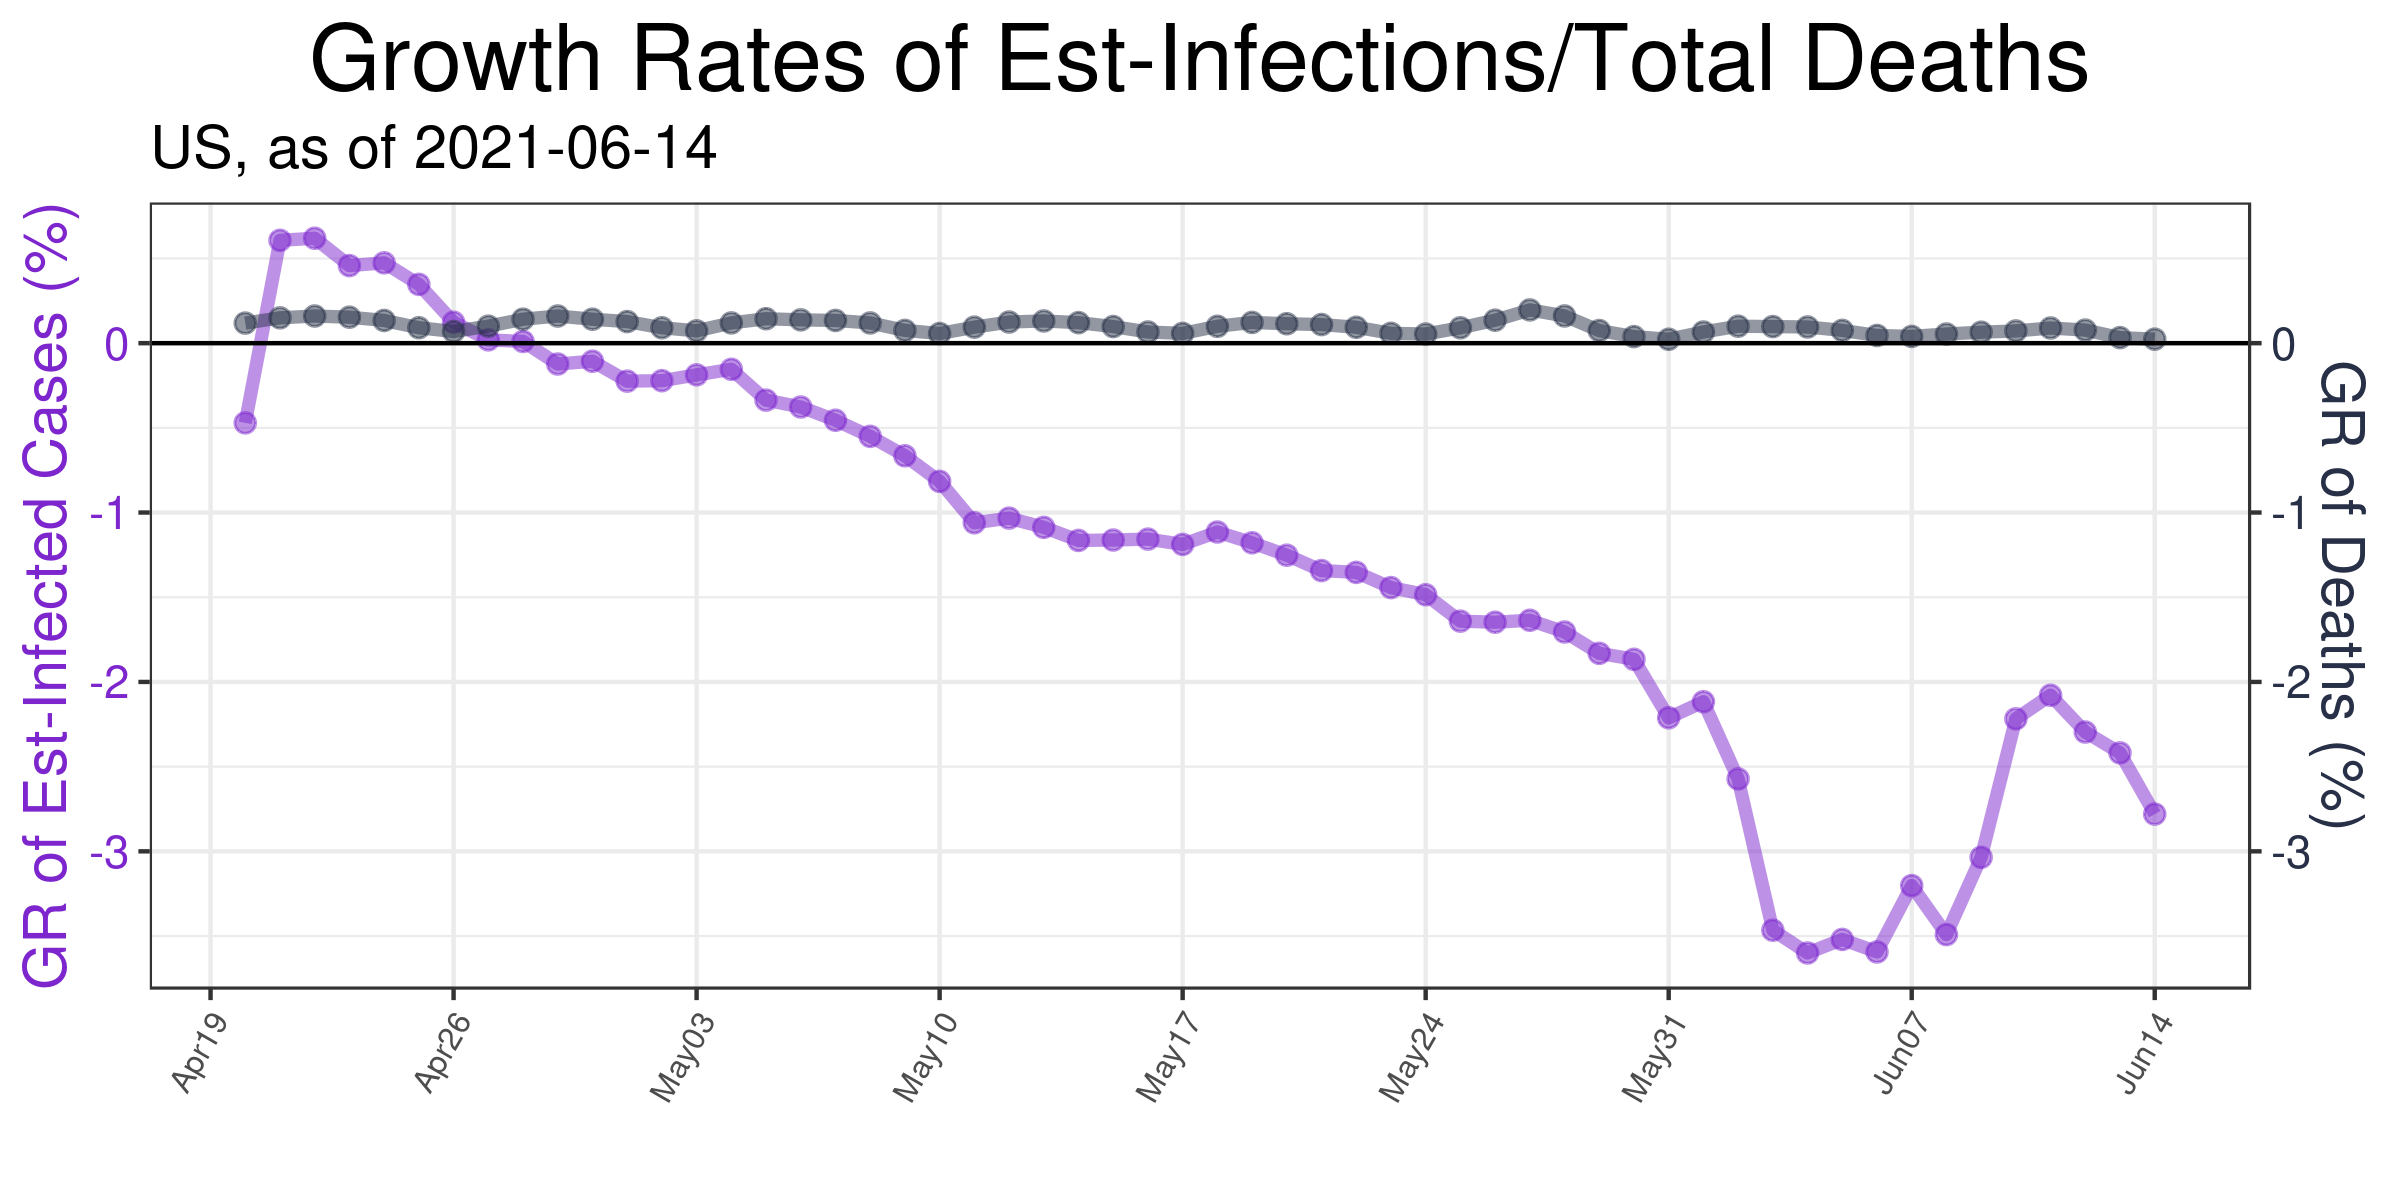 Growth Rates of Est-Infections/Total Deaths
US, as of 2021-06-14
GR of Est-Infected Cases (%)
0
-1
-2
-3
0
-1
-2
-3
GR of Deaths (%)
Apr19
Apr26
May03
May10
May17
May24
May31
Jun07
Jun14